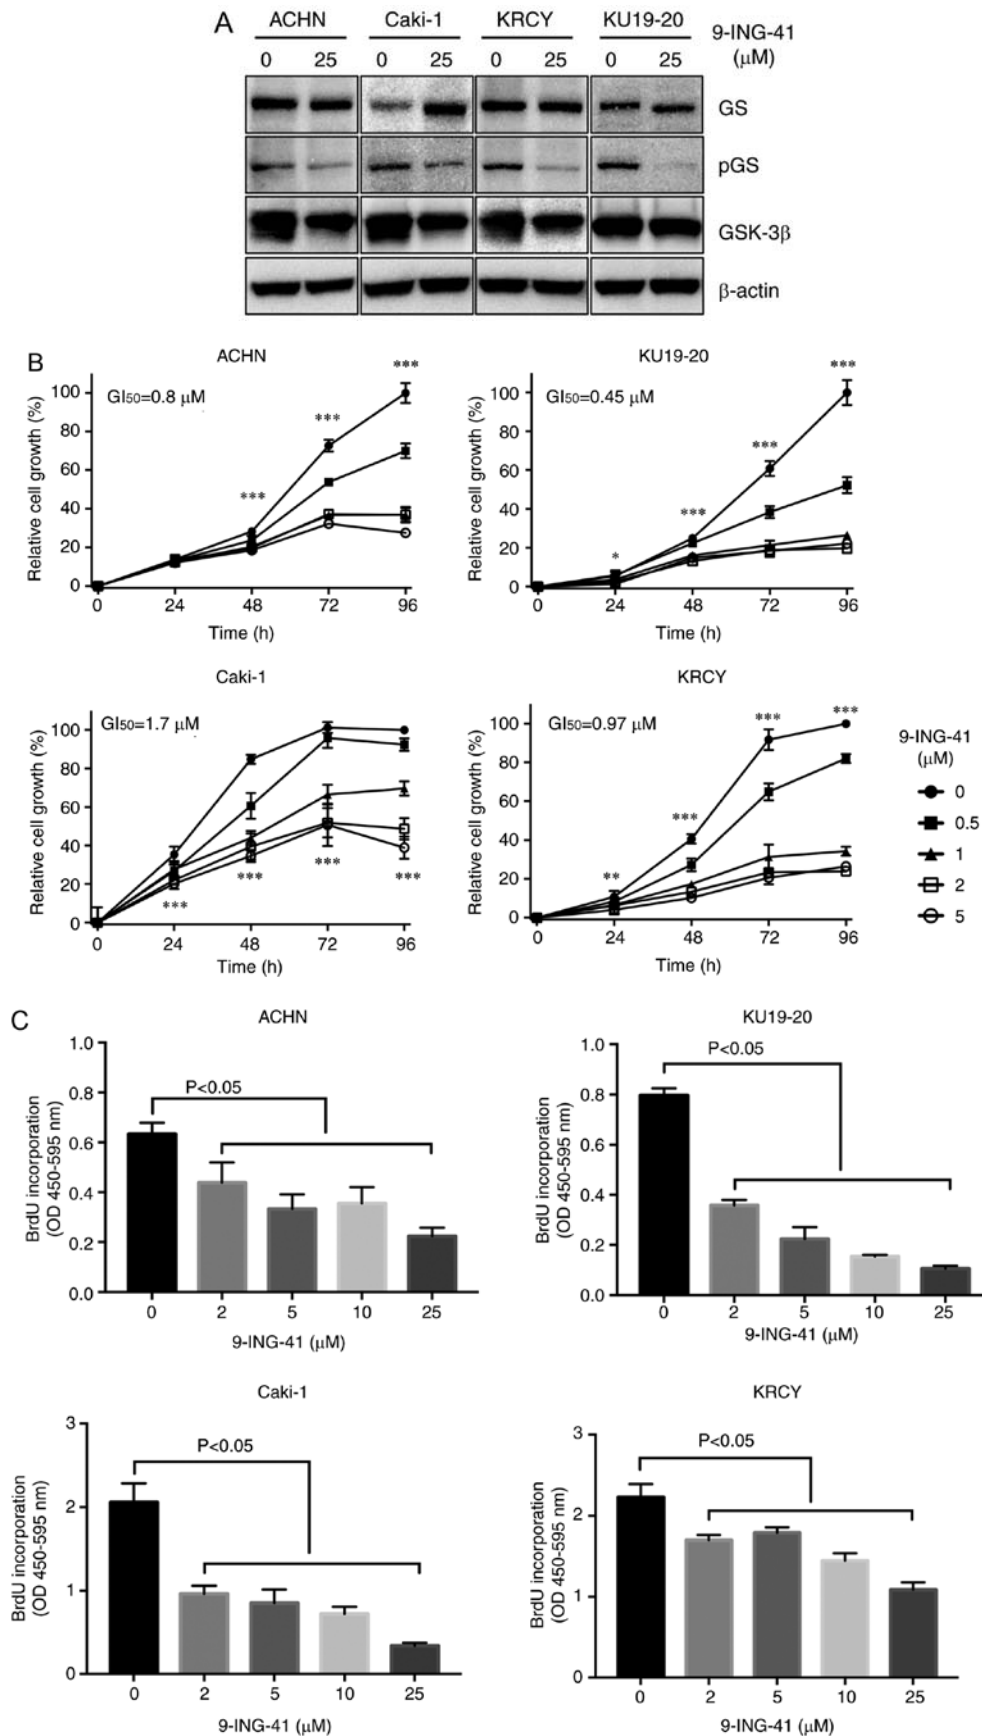 A
ACHN Caki-1 KRCY KU19-20
9-ING-41
(μM)
0 25 0 25 0 25 0 25
GS
pGS
GSK-3β
β-actin
B
ACHN
GI50=0.8 μM
***
***
***
Relative cell growth (%)
100
80
60
40
20
0
0 24 48 72 96
Time (h)
KU19-20
GI50=0.45 μM
***
***
***
*
Relative cell growth (%)
100
80
60
40
20
0
0 24 48 72 96
Time (h)
Caki-1
GI50=1.7 μM
Relative cell growth (%)
100
80
60
40
20
0
***
***
***
***
0 24 48 72 96
Time (h)
KRCY
GI50=0.97 μM
***
***
***
**
Relative cell growth (%)
100
80
60
40
20
0
0 24 48 72 96
Time (h)
9-ING-41
(μM)
0
0.5
1
2
5
C
ACHN
P<0.05
BrdU incorporation
(OD 450-595 nm)
1.0
0.8
0.6
0.4
0.2
0.0
0 2 5 10 25
9-ING-41 (μM)
KU19-20
P<0.05
BrdU incorporation
(OD 450-595 nm)
1.0
0.8
0.6
0.4
0.2
0.0
0 2 5 10 25
9-ING-41 (μM)
Caki-1
P<0.05
BrdU incorporation
(OD 450-595 nm)
3
2
1
0
0 2 5 10 25
9-ING-41 (μM)
KRCY
P<0.05
BrdU incorporation
(OD 450-595 nm)
3
2
1
0
0 2 5 10 25
9-ING-41 (μM)